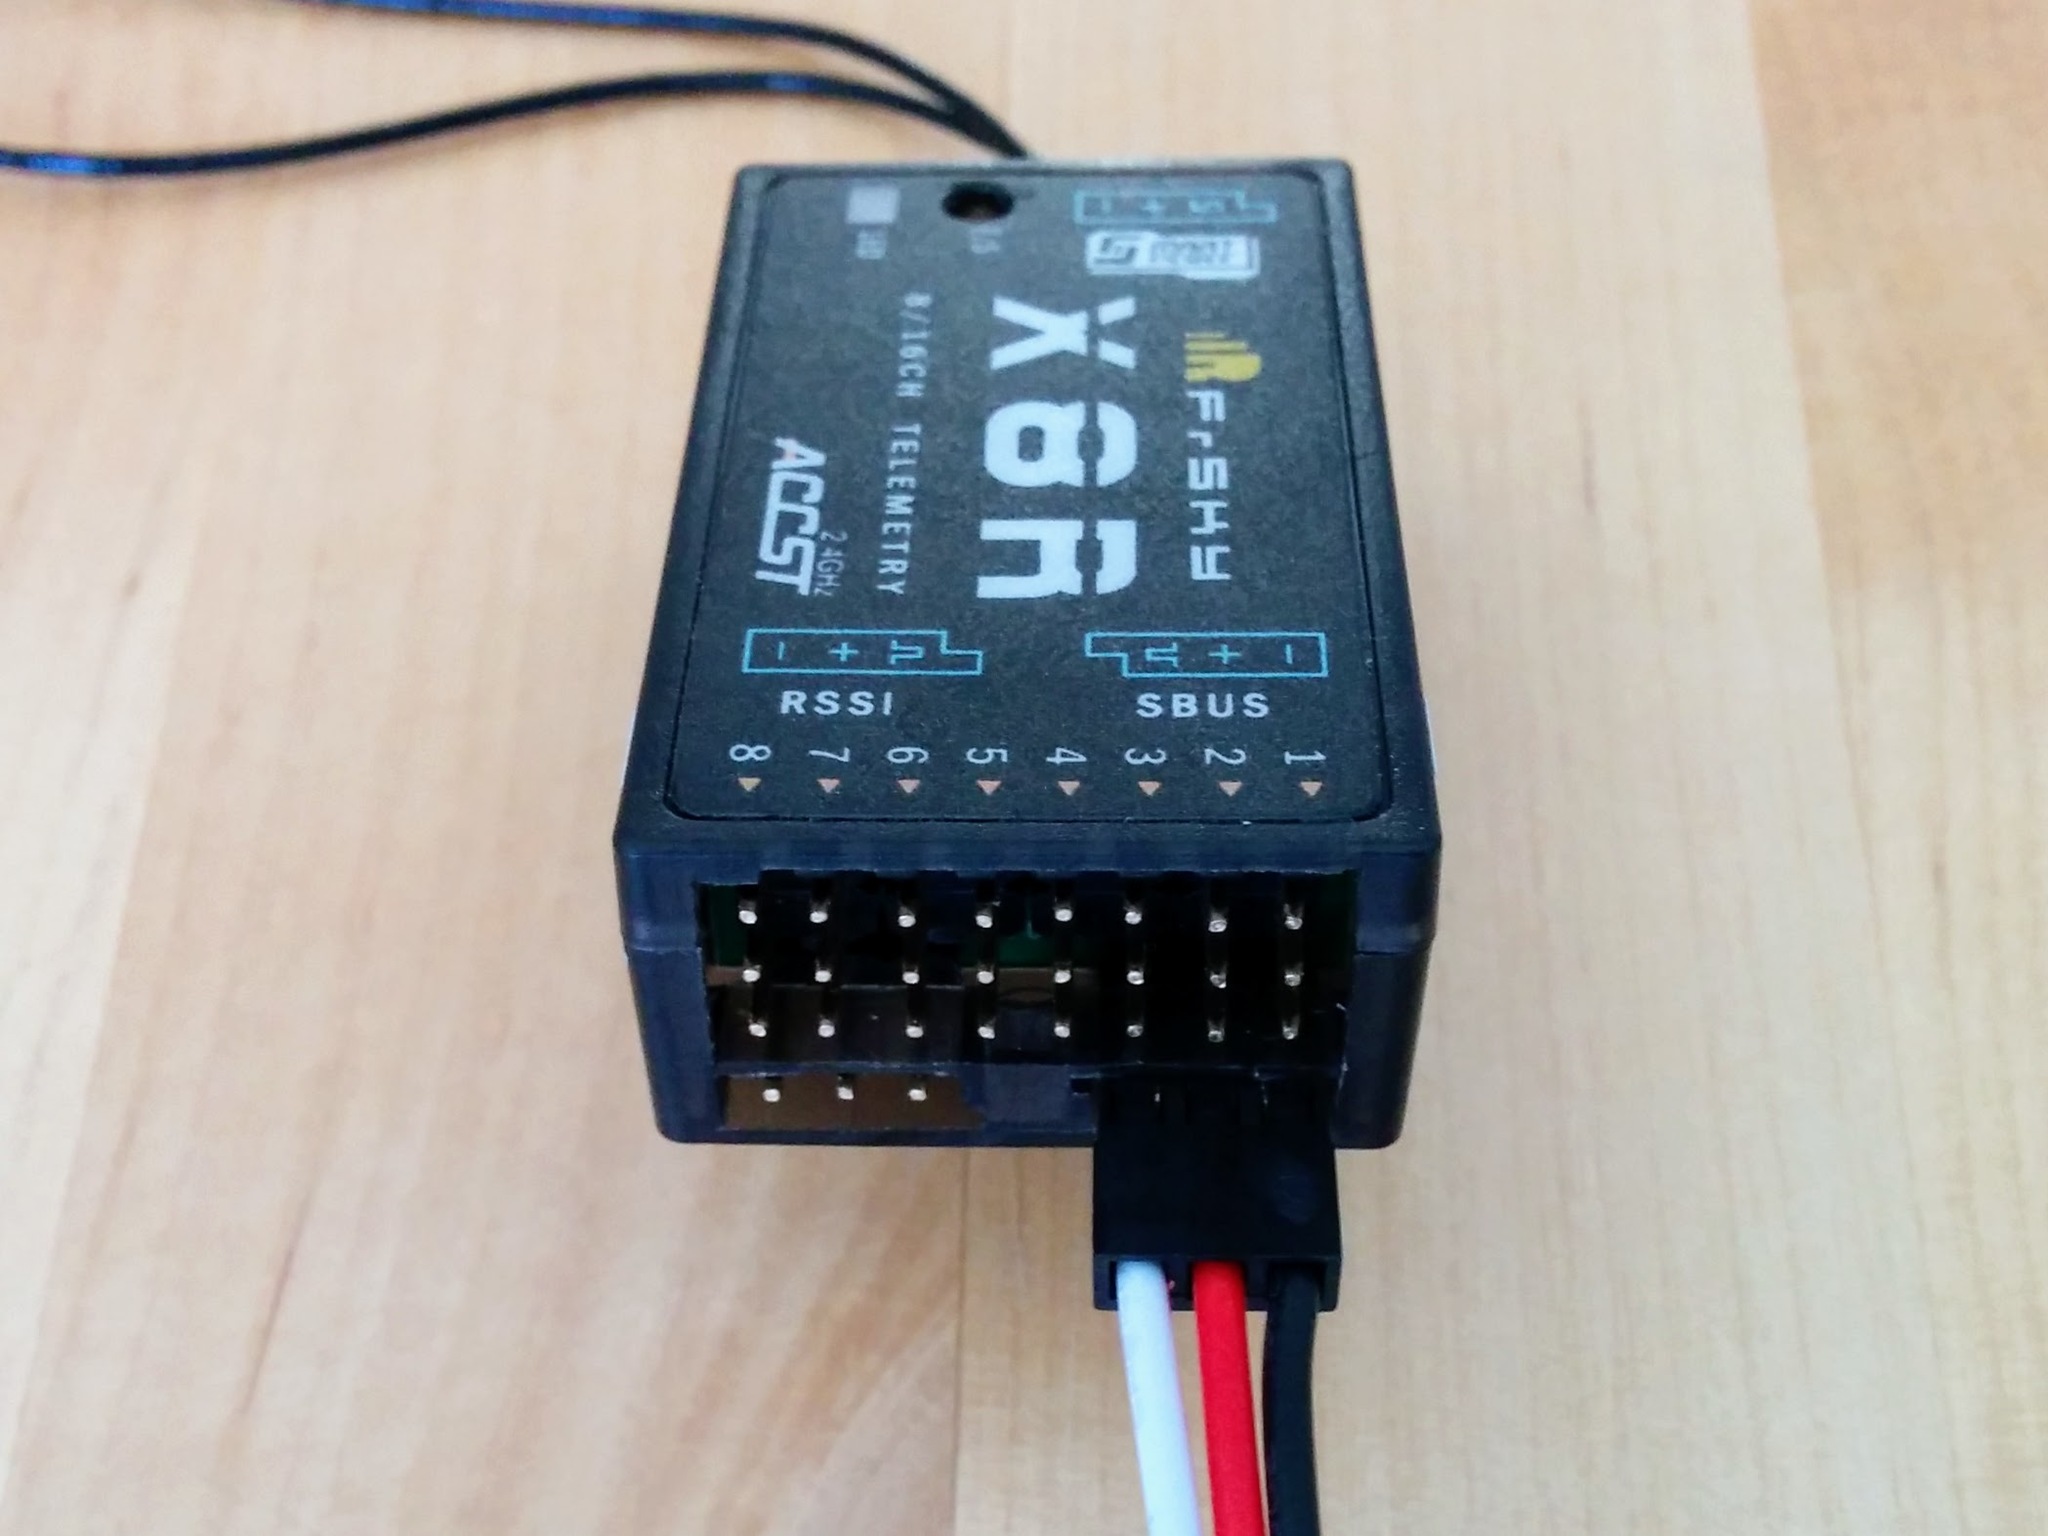 FrSky
X8R
8/16CH TELEMETRY
ACCST
2.4GHz
RSSI
SBUS
8 7 6 5 4 3 2 1